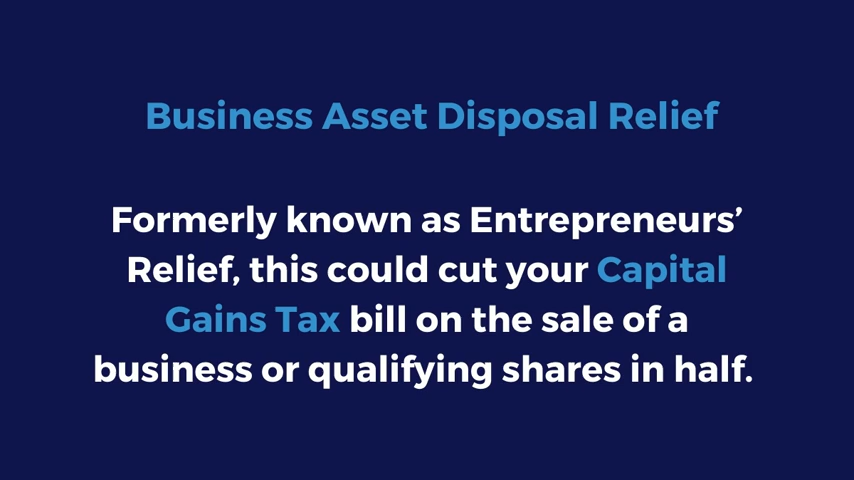 Business Asset Disposal Relief
Formerly known as Entrepreneurs’
Relief, this could cut your Capital
Gains Tax bill on the sale of a
business or qualifying shares in half.